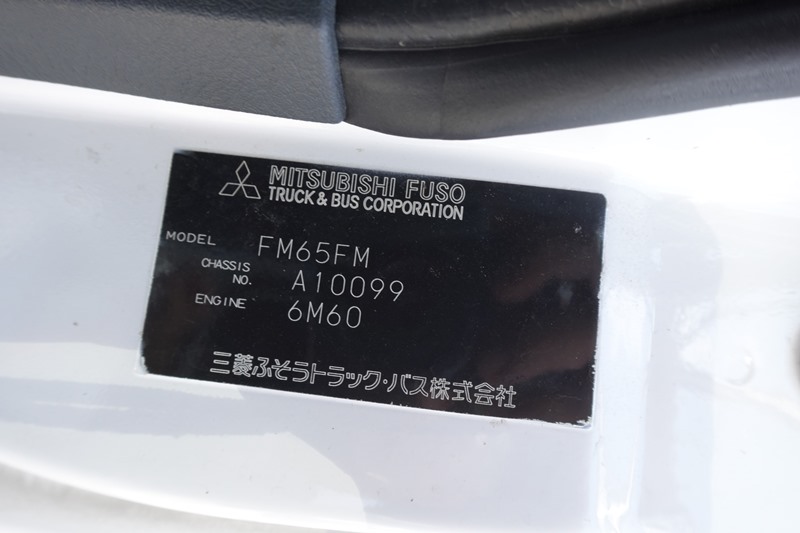 MITSUBISHI FUSO
TRUCK & BUS CORPORATION
MODEL FM65FM
CHASSIS NO. A10099
ENGINE 6M60
三菱ふそうトラック・バス株式会社